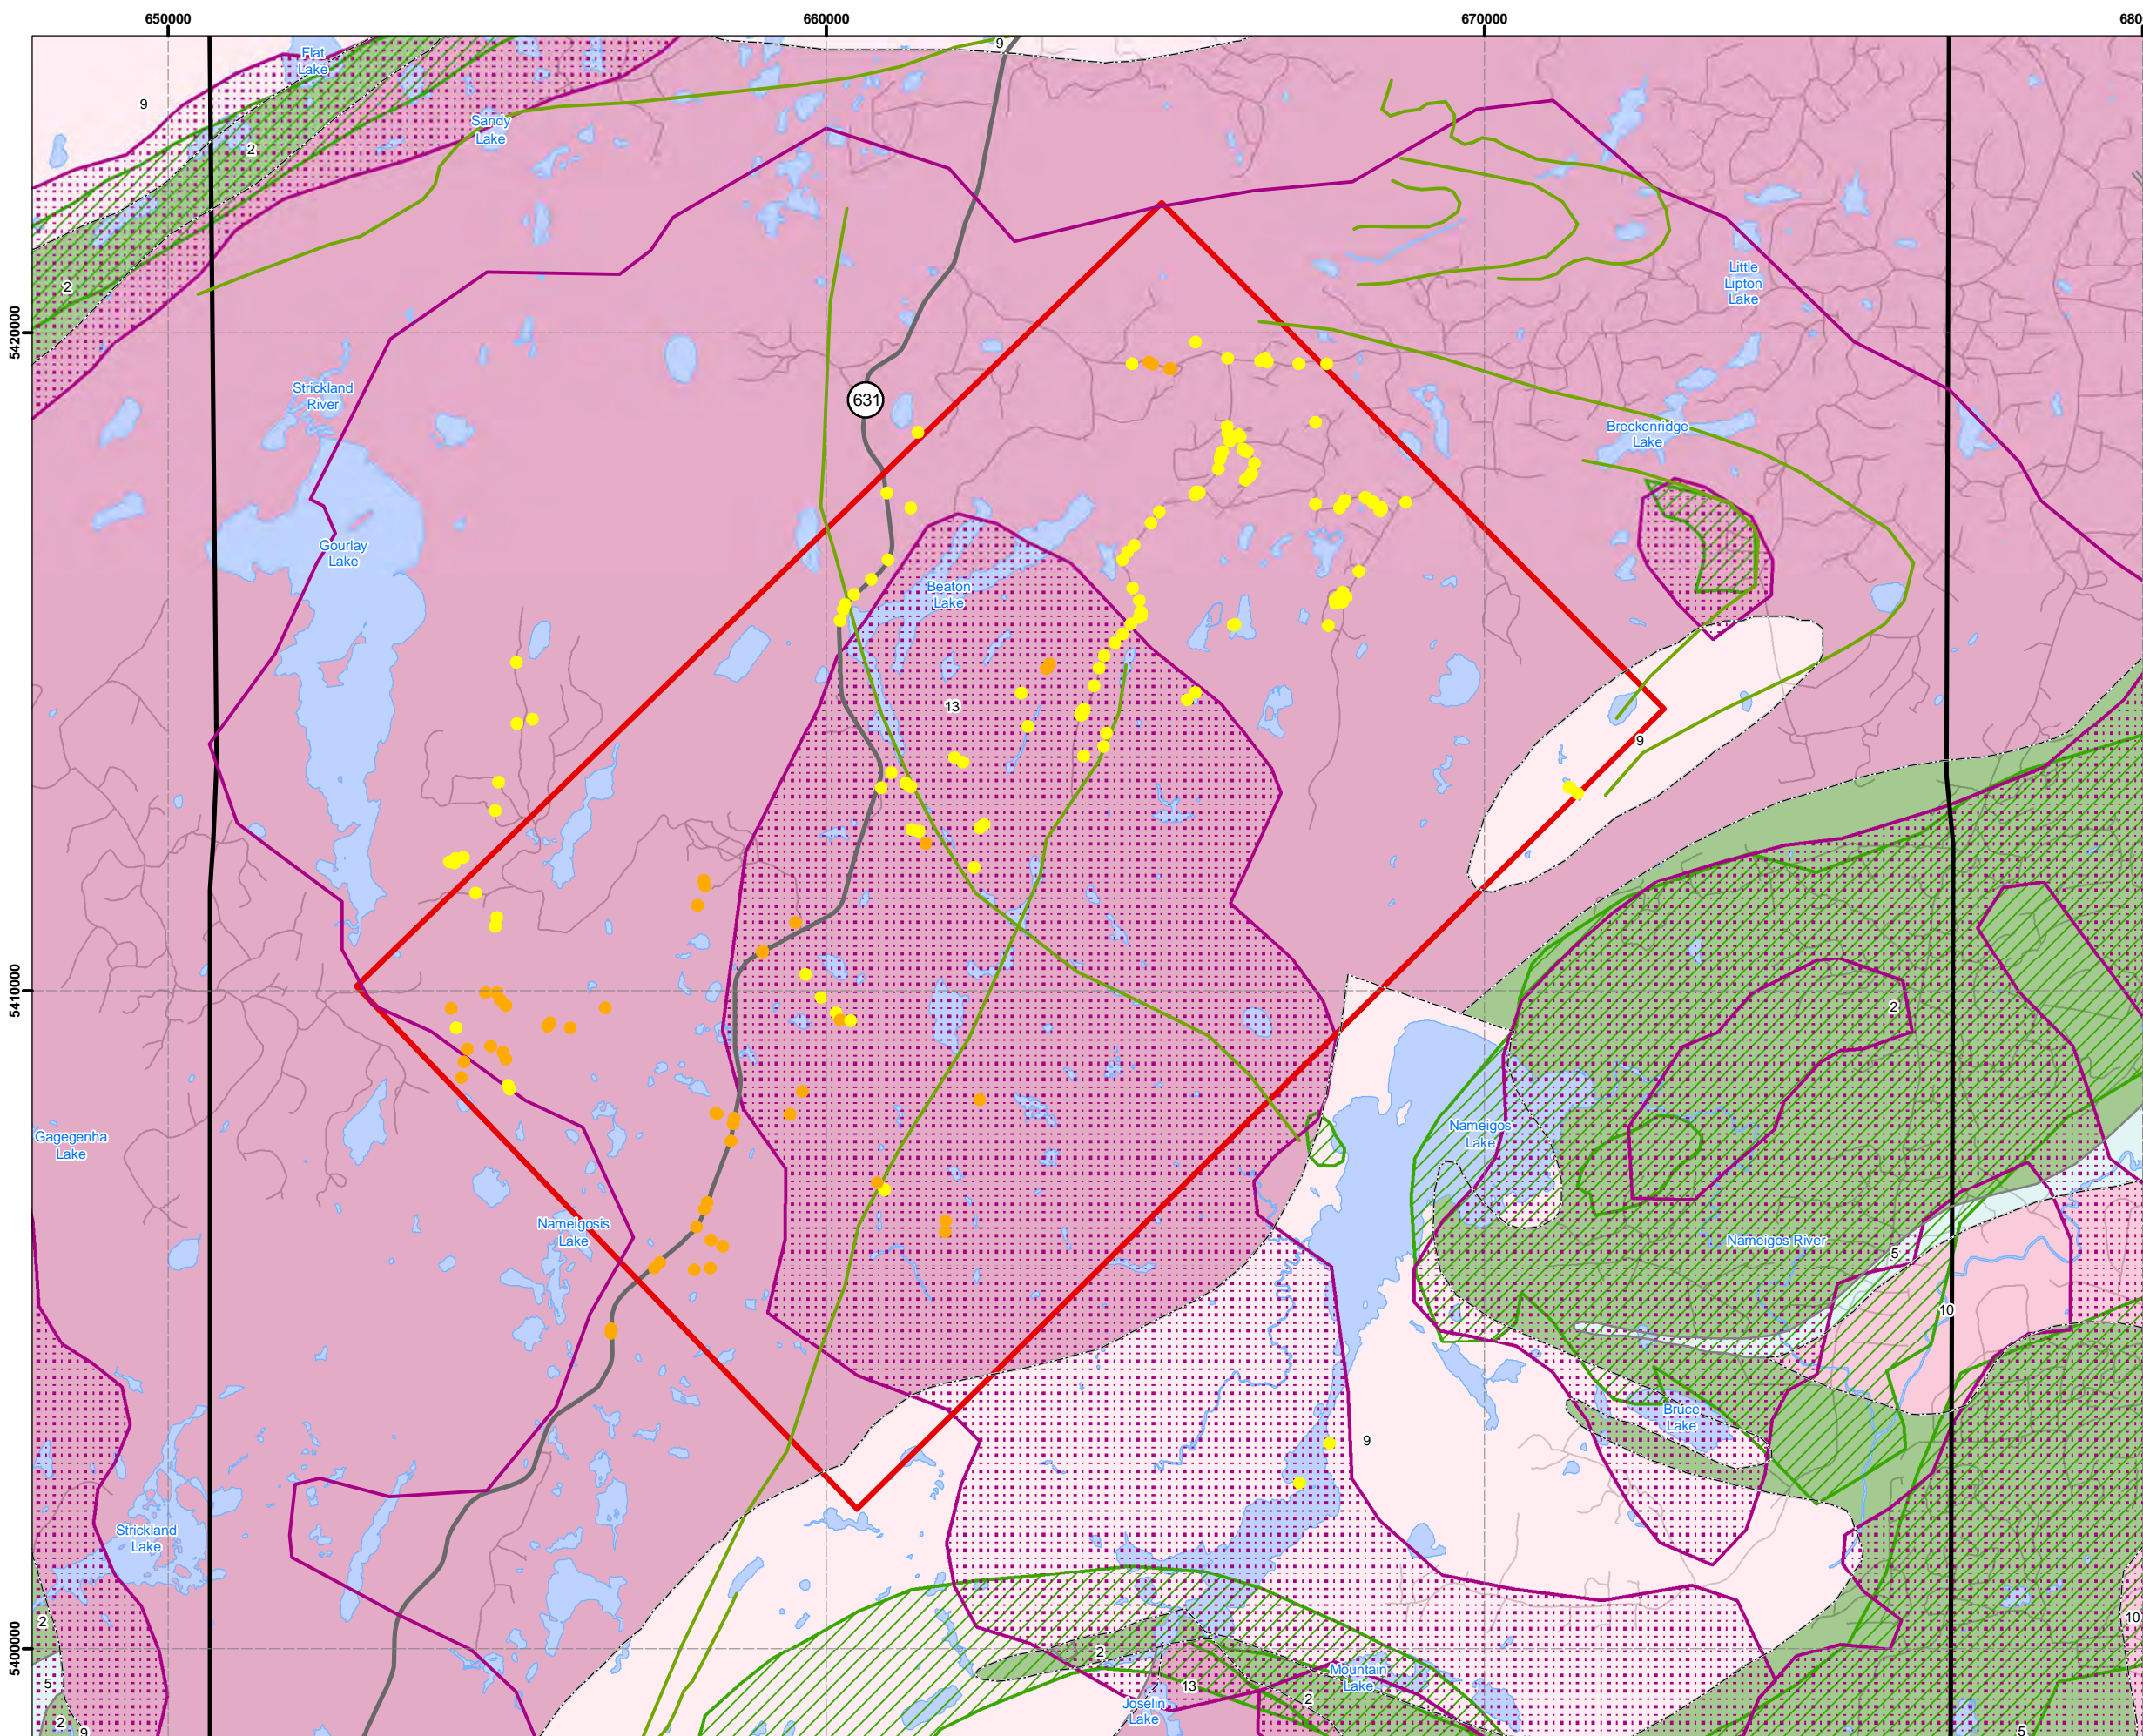 650000
660000
670000
680
5420000
5410000
5400000
Flat
Lake
9
9
2
Sandy
Lake
2
Little
Lipton
Lake
Strickland
River
631
Breckenridge
Lake
Gourlay
Lake
Beaton
Lake
13
9
2
Gagegenha
Lake
Nameigos
Lake
Nameigosis
Lake
Nameigos River
5
10
Bruce
Lake
9
Strickland
Lake
2
10
2
5
Mountain
Lake
13
2
Joselin
Lake
2
9
5